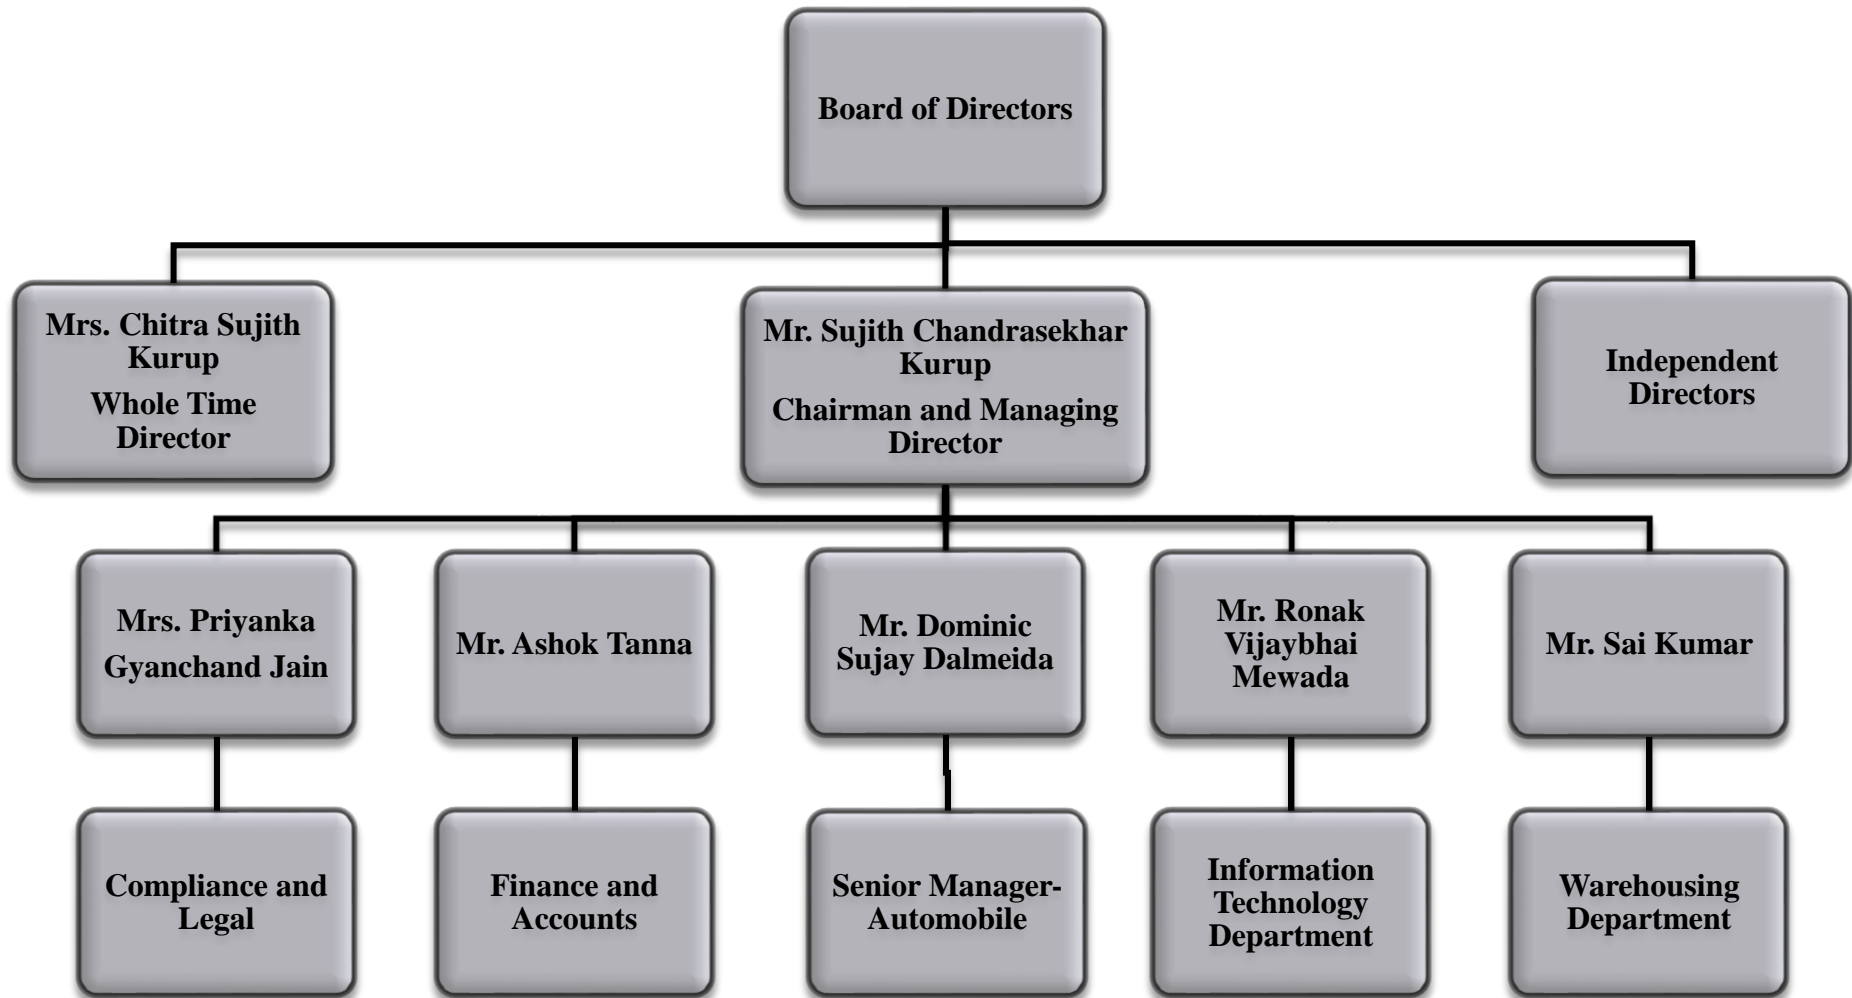 Board of Directors
Mrs. Chitra Sujith
Kurup
Whole Time
Director
Mr. Sujith Chandrasekhar
Kurup
Chairman and Managing
Director
Independent
Directors
Mrs. Priyanka
Gyanchand Jain
Mr. Ashok Tanna
Mr. Dominic
Sujay Dalmeida
Mr. Ronak
Vijaybhai
Mewada
Mr. Sai Kumar
Compliance and
Legal
Finance and
Accounts
Senior Manager-
Automobile
Information
Technology
Department
Warehousing
Department